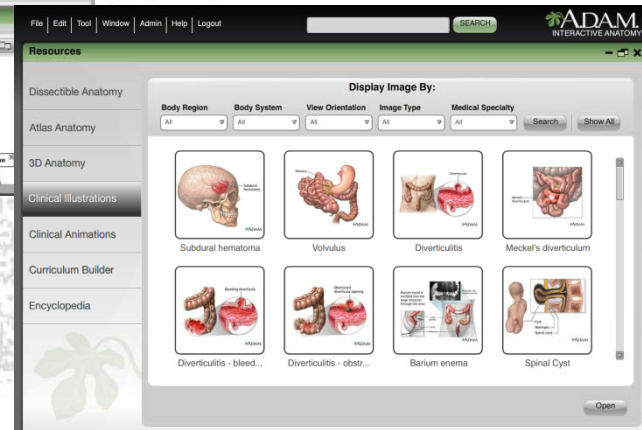 File Edit Tool Window Admin Help Logout SEARCH
A.D.A.M.
INTERACTIVE ANATOMY
Resources
Display Image By:
Body Region Body System View Orientation Image Type Medical Specialty
All All All All All Search Show All
Dissectible Anatomy
Atlas Anatomy
3D Anatomy
Clinical Illustrations
Clinical Animations
Curriculum Builder
Encyclopedia
Subdural hematoma Volvulus Diverticulitis Meckel's diverticulum
Diverticulitis - bleed... Diverticulitis - obstr... Barium enema Spinal Cyst
Open